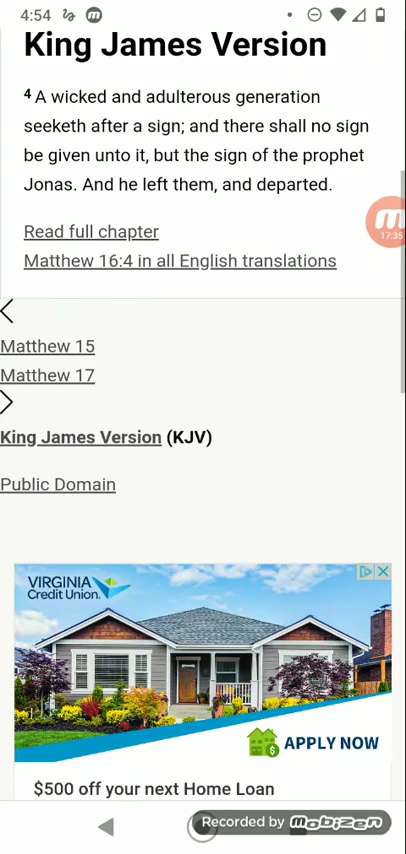 4:54
King James Version
4 A wicked and adulterous generation
seeketh after a sign; and there shall no sign
be given unto it, but the sign of the prophet
Jonas. And he left them, and departed.
17:35
Read full chapter
Matthew 16:4 in all English translations
Matthew 15
Matthew 17
King James Version (KJV)
Public Domain
VIRGINIA
Credit Union.
$
APPLY NOW
$500 off your next Home Loan
Recorded by mobizen